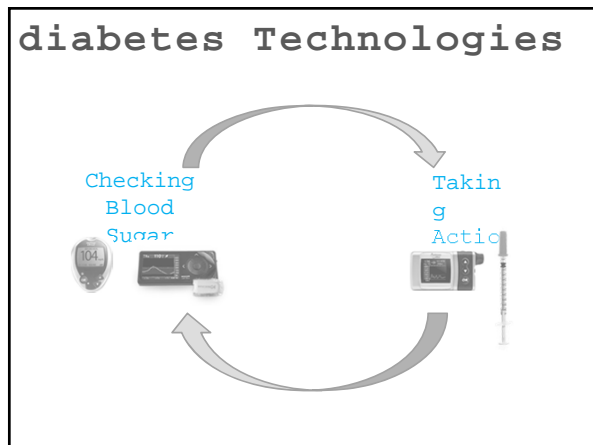 diabetes Technologies
Checking
Blood
Sugar
Takin
g
Actio
104